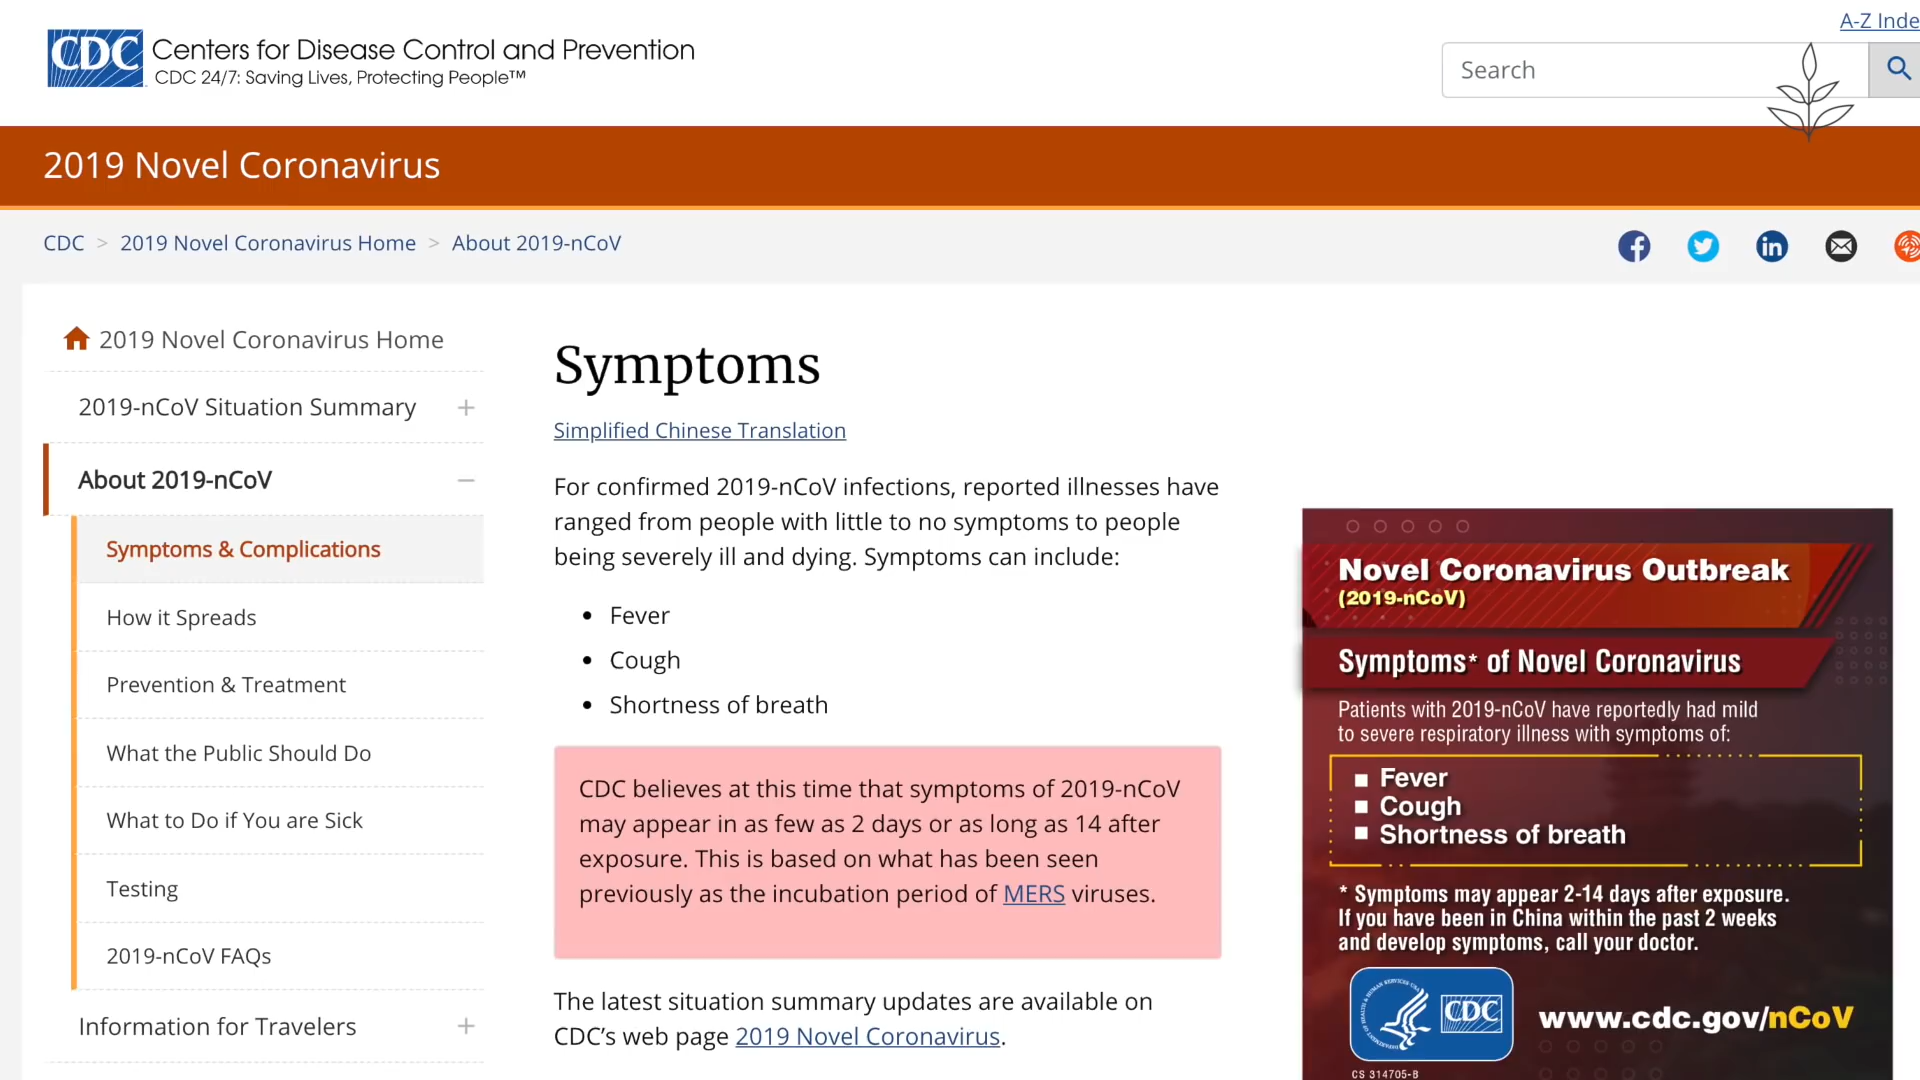 A-Z Inde
CDC Centers for Disease Control and Prevention
CDC 24/7: Saving Lives, Protecting People™
Search
2019 Novel Coronavirus
CDC > 2019 Novel Coronavirus Home > About 2019-nCoV
2019 Novel Coronavirus Home
2019-nCoV Situation Summary +
About 2019-nCoV −
Symptoms & Complications
How it Spreads
Prevention & Treatment
What the Public Should Do
What to Do if You are Sick
Testing
2019-nCoV FAQs
Information for Travelers +
Symptoms
Simplified Chinese Translation
For confirmed 2019-nCoV infections, reported illnesses have
ranged from people with little to no symptoms to people
being severely ill and dying. Symptoms can include:
• Fever
• Cough
• Shortness of breath
CDC believes at this time that symptoms of 2019-nCoV
may appear in as few as 2 days or as long as 14 after
exposure. This is based on what has been seen
previously as the incubation period of MERS viruses.
The latest situation summary updates are available on
CDC’s web page 2019 Novel Coronavirus.
Novel Coronavirus Outbreak
(2019-nCoV)
Symptoms* of Novel Coronavirus
Patients with 2019-nCoV have reportedly had mild
to severe respiratory illness with symptoms of:
Fever
Cough
Shortness of breath
* Symptoms may appear 2-14 days after exposure.
If you have been in China within the past 2 weeks
and develop symptoms, call your doctor.
CDC
www.cdc.gov/nCoV
CS 314705-B